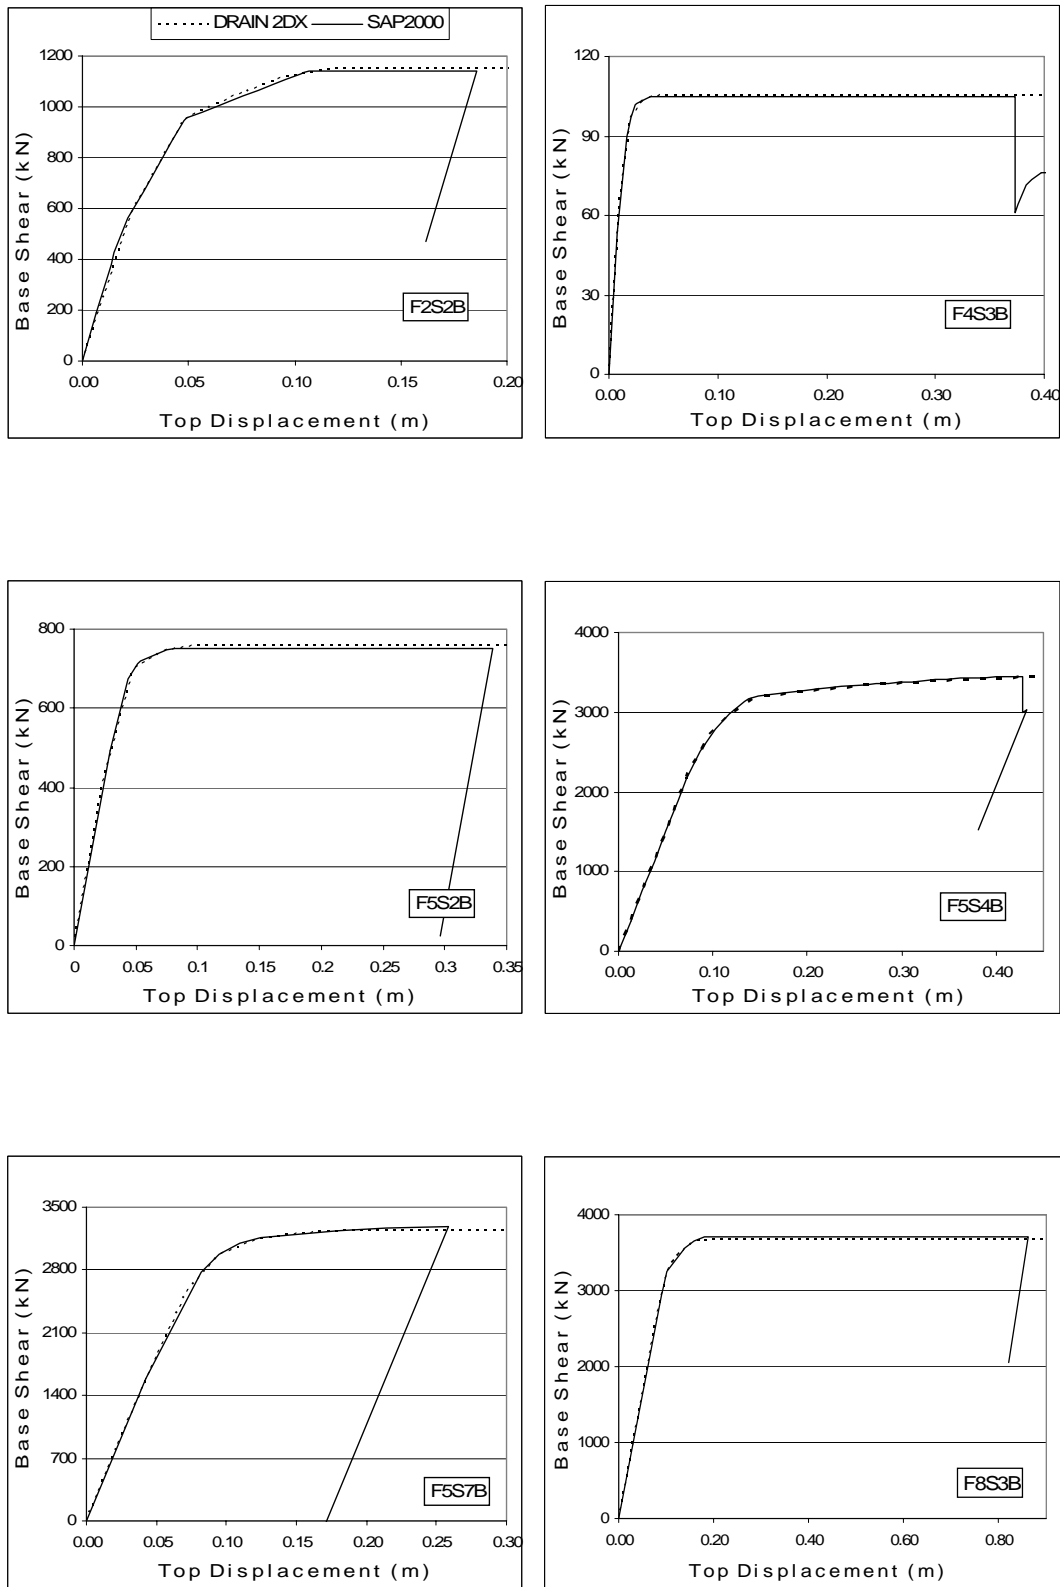 DRAIN 2DX SAP2000
1200
1000
800
600
400
200
0
0.00 0.05 0.10 0.15 0.20
Base Shear (kN)
Top Displacement (m)
F2S2B
120
90
60
30
0
0.00 0.10 0.20 0.30 0.40
Base Shear (kN)
Top Displacement (m)
F4S3B
800
600
400
200
0
0 0.05 0.1 0.15 0.2 0.25 0.3 0.35
Base Shear (kN)
Top Displacement (m)
F5S2B
4000
3000
2000
1000
0
0.00 0.10 0.20 0.30 0.40
Base Shear (kN)
Top Displacement (m)
F5S4B
3500
2800
2100
1400
700
0
0.00 0.05 0.10 0.15 0.20 0.25 0.30
Base Shear (kN)
Top Displacement (m)
F5S7B
4000
3000
2000
1000
0
0.00 0.20 0.40 0.60 0.80
Base Shear (kN)
Top Displacement (m)
F8S3B